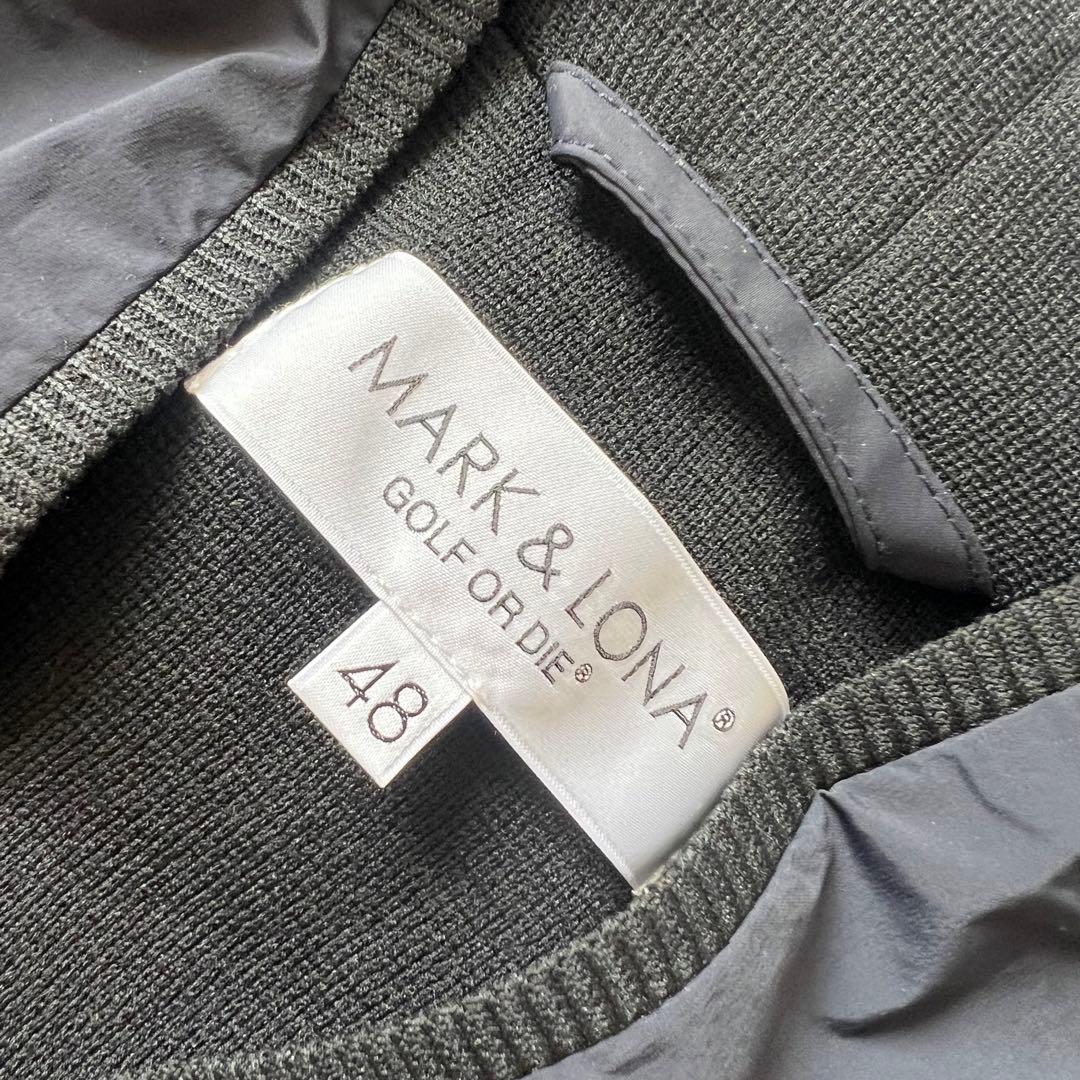 MARK & LONA®
GOLF OR DIE®
48